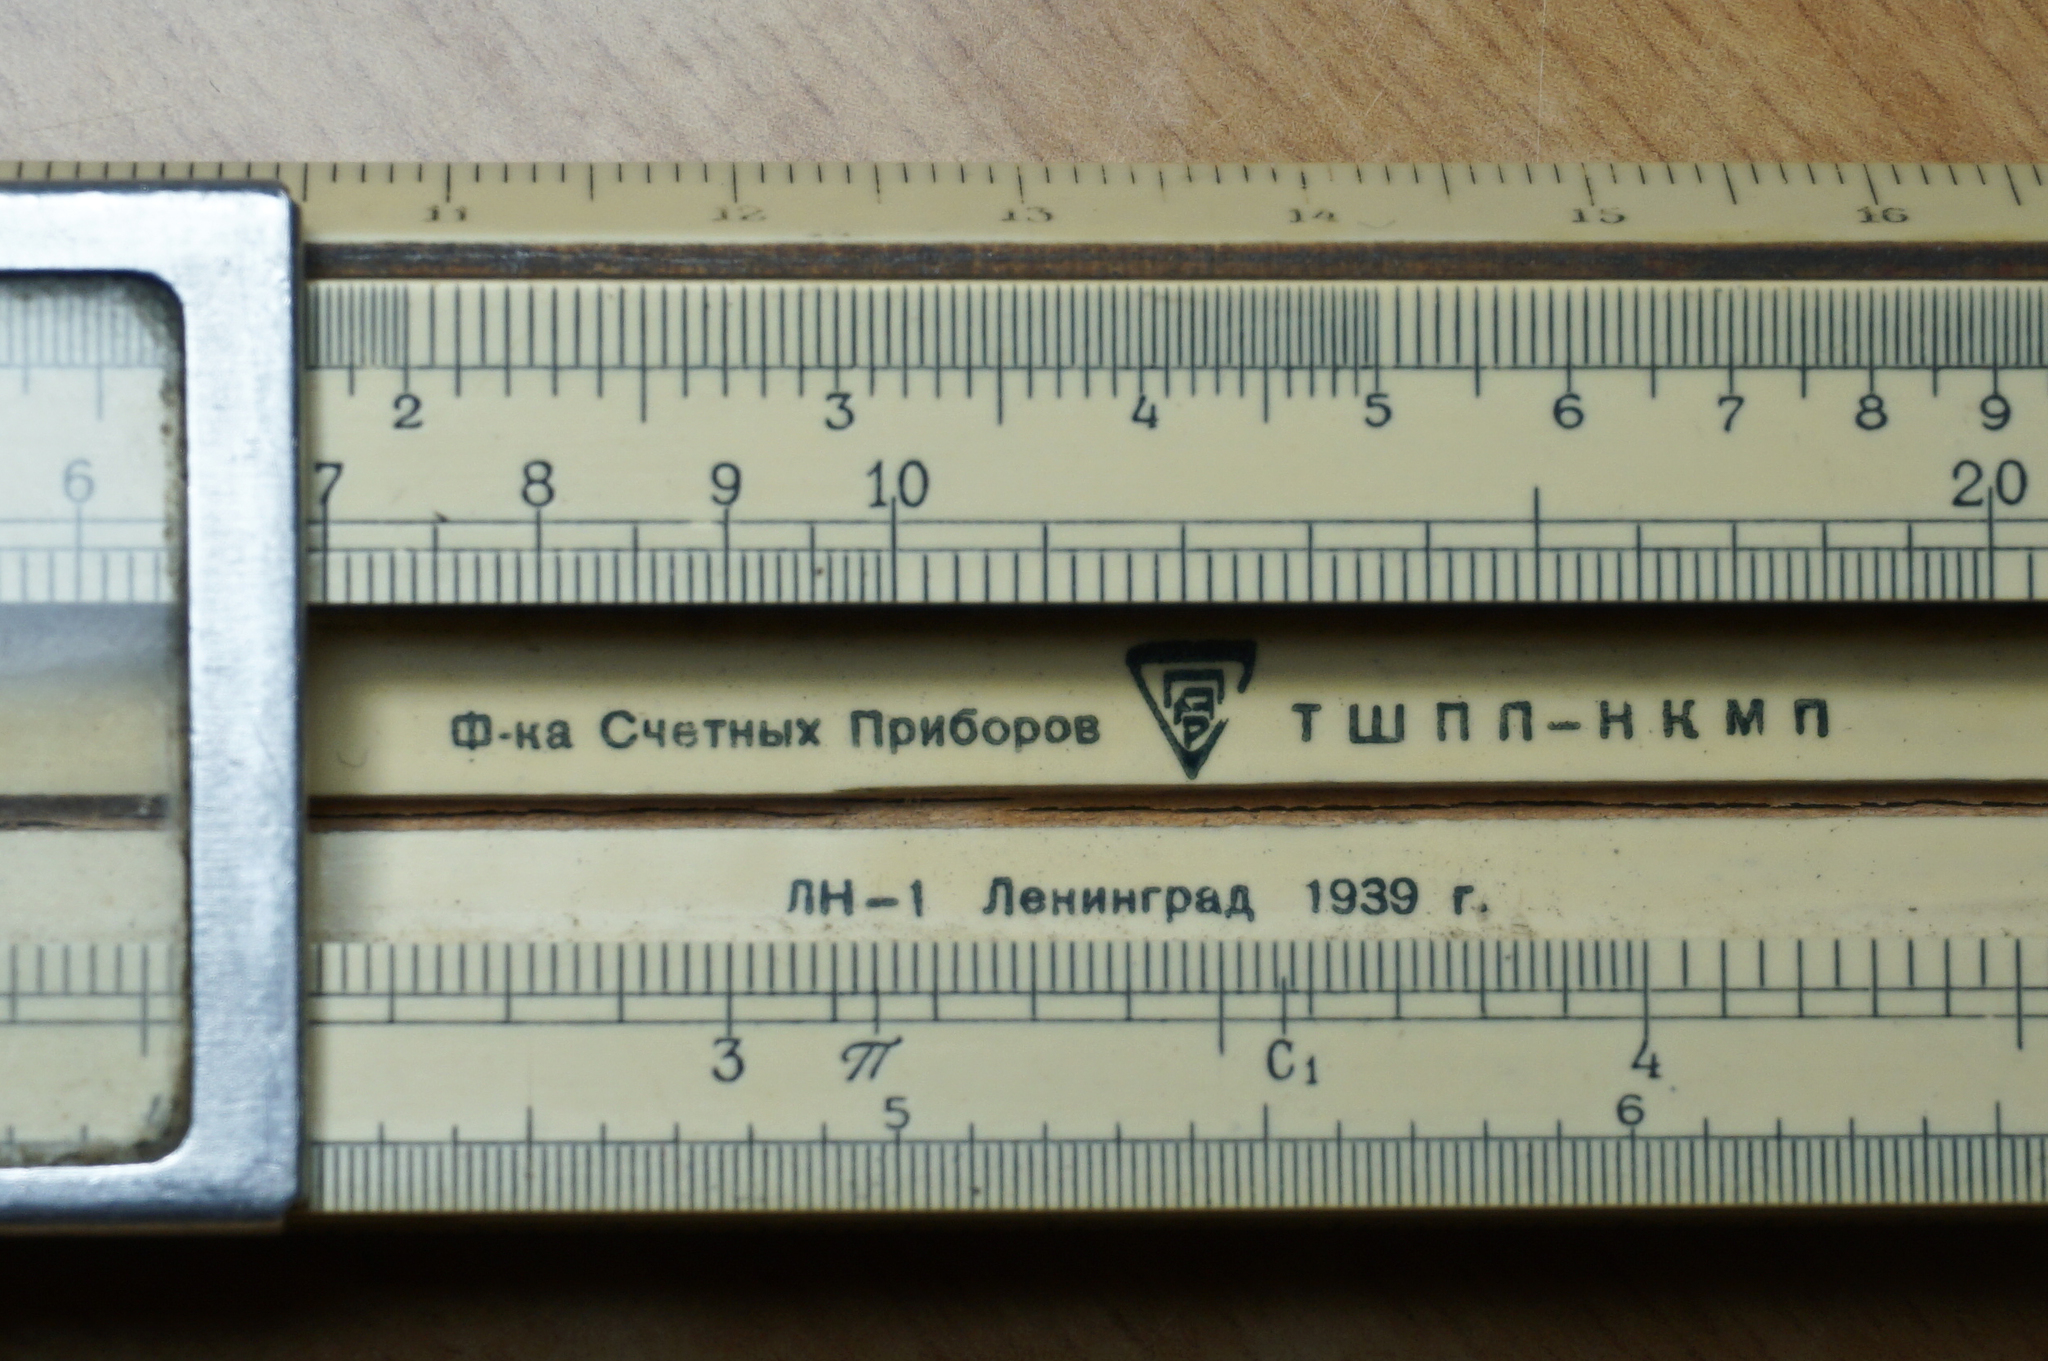 11 12 13 14 15 16
2 3 4 5 6 7 8 9
6 7 8 9 10 20
Ф-ка Счетных Приборов ТШПП-НКМП
ЛН-1 Ленинград 1939 г.
3 π C1 4
5 6